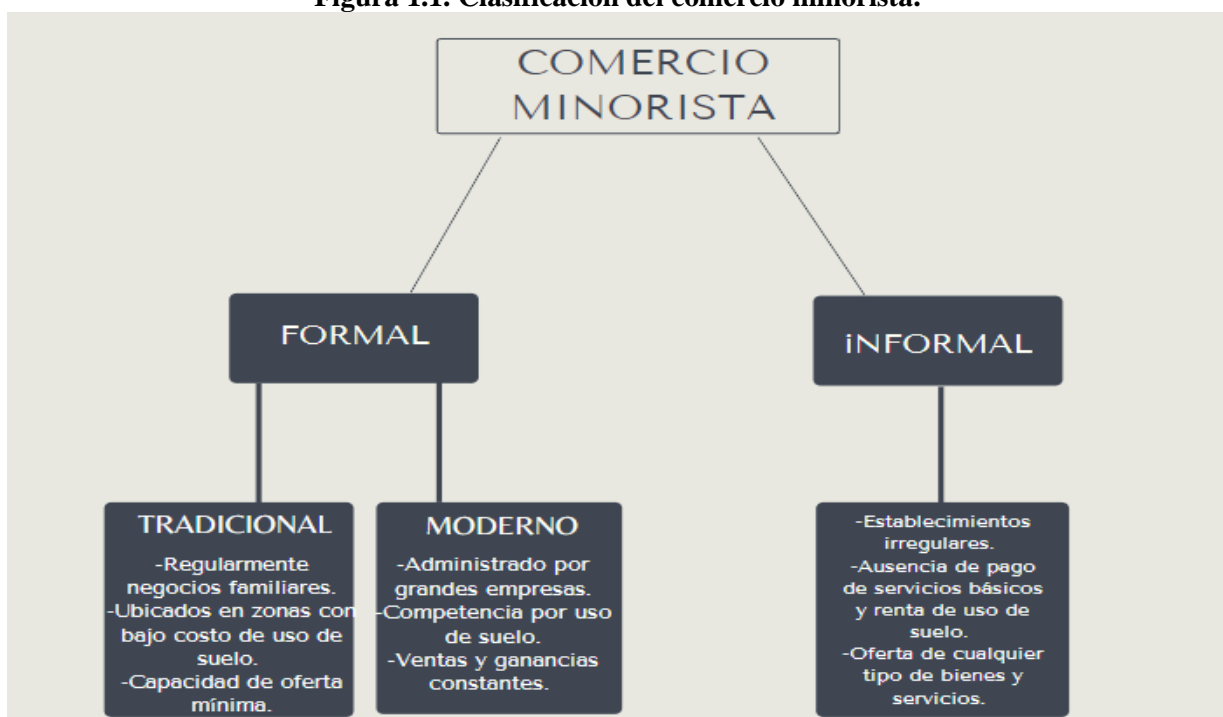 Figura 1.1. Clasificación del comercio minorista.
COMERCIO
MINORISTA
FORMAL
iNFORMAL
TRADICIONAL
-Regularmente
negocios familiares.
-Ubicados en zonas con
bajo costo de uso de
suelo.
-Capacidad de oferta
mínima.
MODERNO
-Administrado por
grandes empresas.
-Competencia por uso
de suelo.
-Ventas y ganancias
constantes.
-Establecimientos
irregulares.
-Ausencia de pago
de servicios básicos
y renta de uso de
suelo.
-Oferta de cualquier
tipo de bienes y
servicios.